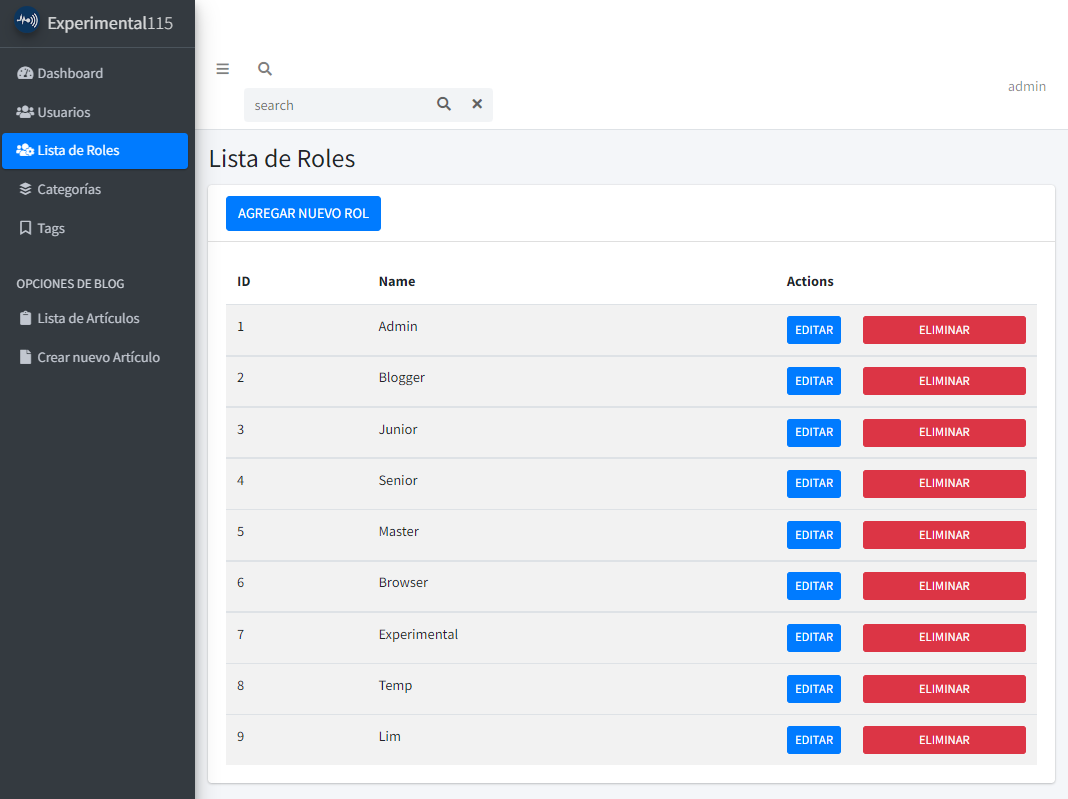 Experimental115
Dashboard
Usuarios
Lista de Roles
Categorías
Tags
OPCIONES DE BLOG
Lista de Artículos
Crear nuevo Artículo
search
admin
Lista de Roles
AGREGAR NUEVO ROL
ID Name Actions
1 Admin EDITAR ELIMINAR
2 Blogger EDITAR ELIMINAR
3 Junior EDITAR ELIMINAR
4 Senior EDITAR ELIMINAR
5 Master EDITAR ELIMINAR
6 Browser EDITAR ELIMINAR
7 Experimental EDITAR ELIMINAR
8 Temp EDITAR ELIMINAR
9 Lim EDITAR ELIMINAR